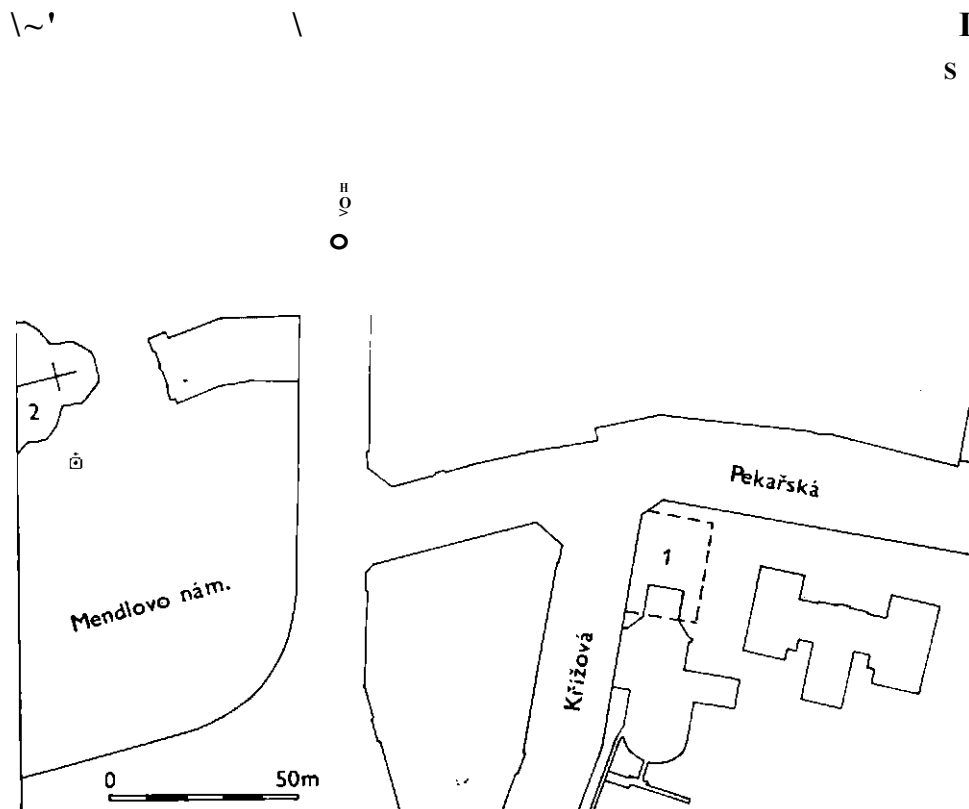 \~' \ I
S
H
O
V
O
2
Pekařská
1
Mendlovo nám.
Křížová
0 50m